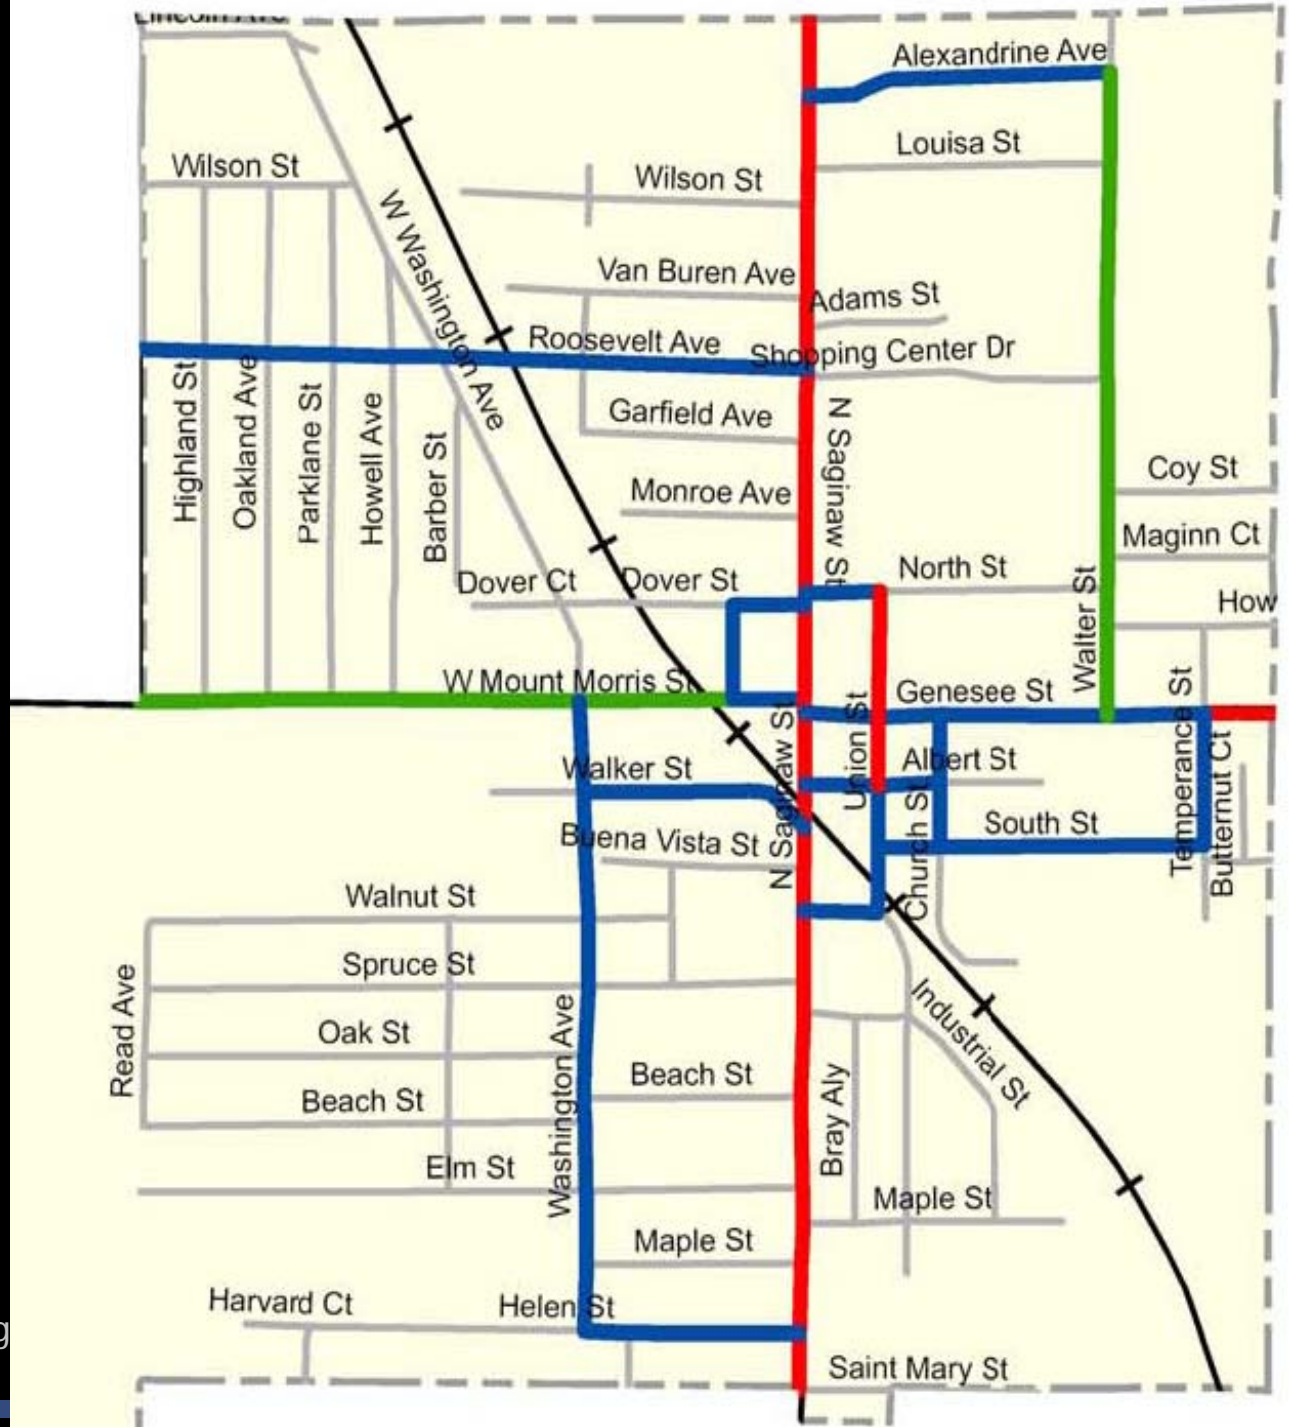 Lincoln Ave
Alexandrine Ave
Louisa St
Wilson St
Wilson St
W Washington Ave
Van Buren Ave
Adams St
Roosevelt Ave
Shopping Center Dr
Highland St
Oakland Ave
Parklane St
Howell Ave
Barber St
Garfield Ave
N Saginaw St
Monroe Ave
Coy St
Maginn Ct
Dover Ct
Dover St
North St
Walter St
How
W Mount Morris St
Genesee St
Union St
Temperance St
Butternut Ct
Walker St
Albert St
N Saginaw St
Church St
South St
Buena Vista St
Walnut St
Spruce St
Read Ave
Oak St
Washington Ave
Industrial St
Beach St
Beach St
Bray Aly
Elm St
Maple St
Maple St
Harvard Ct
Helen St
g
Saint Mary St